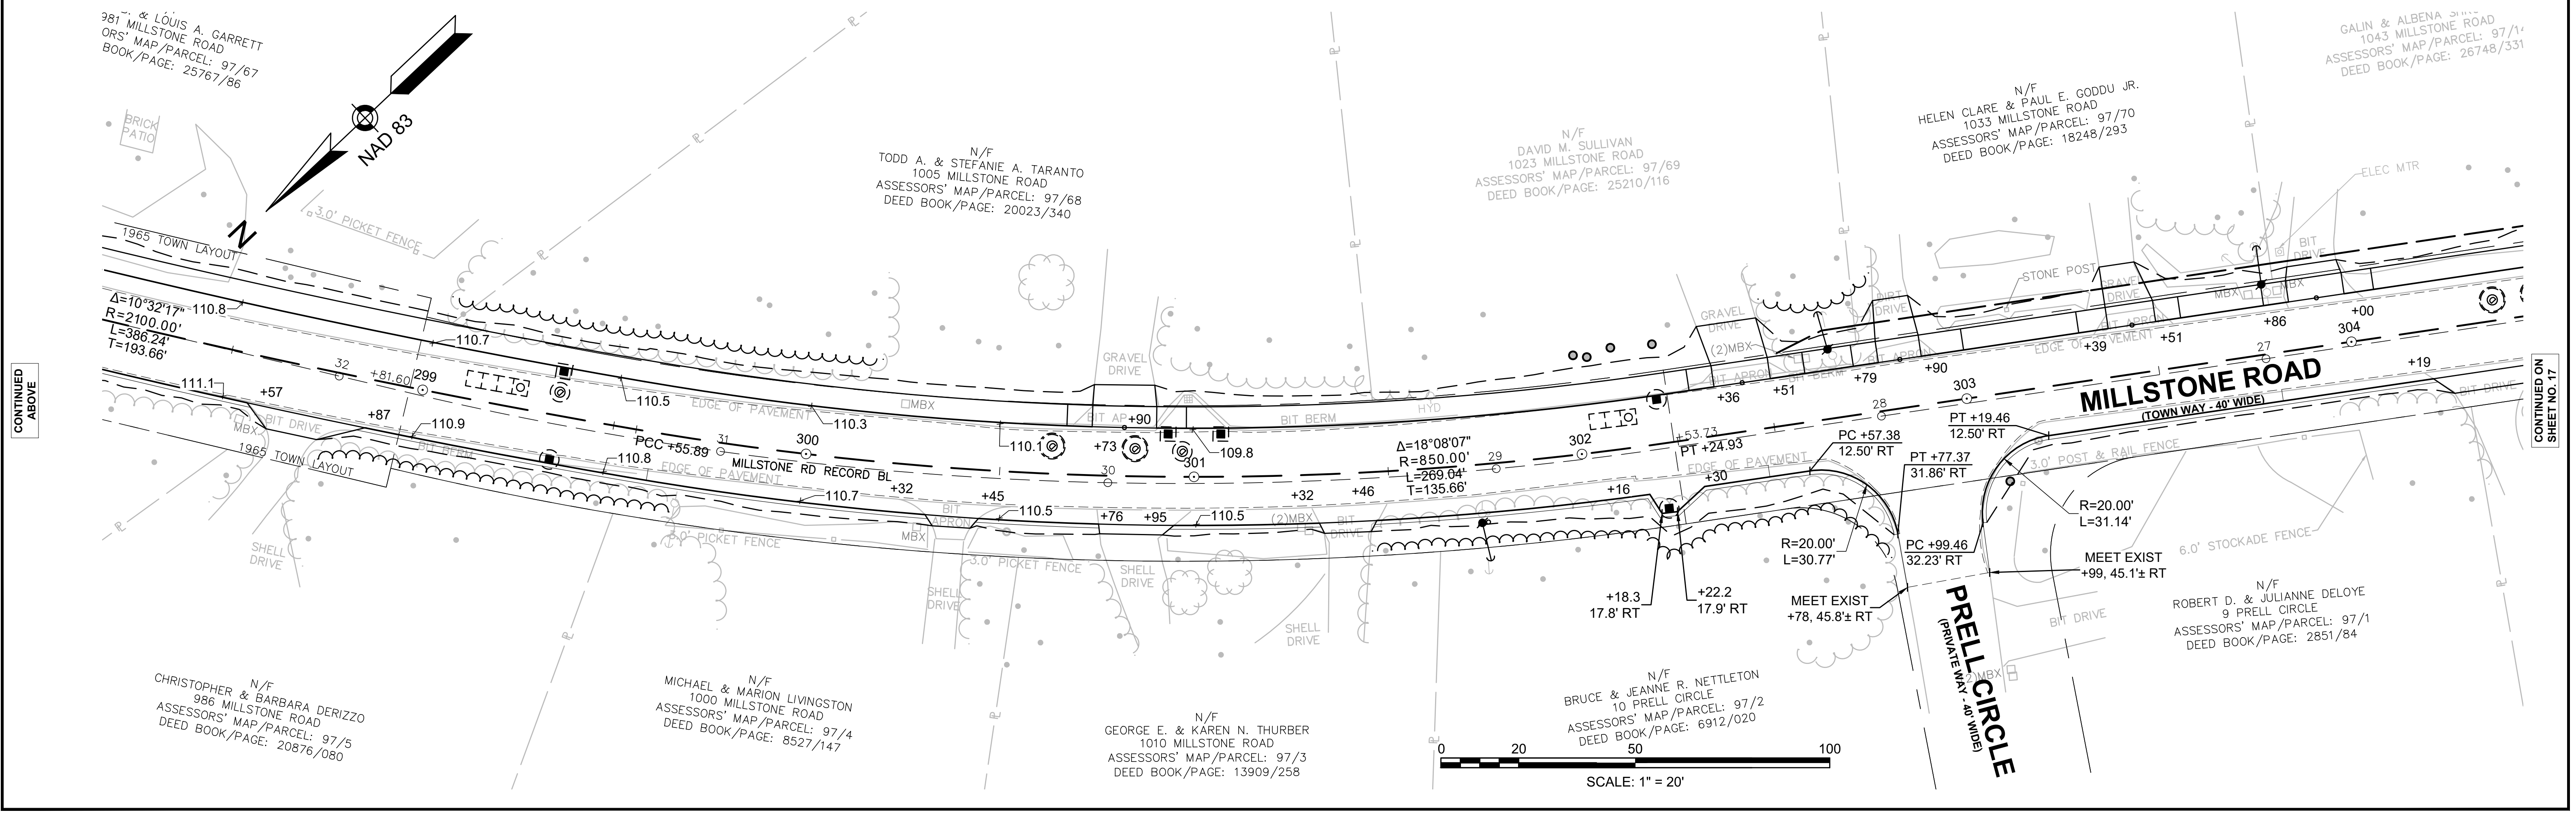 & LOUIS A. GARRETT
981 MILLSTONE ROAD
ORS' MAP/PARCEL: 97/67
BOOK/PAGE: 25767/86
NAD 83
N
BRICK
PATIO
3.0' PICKET FENCE
1965 TOWN LAYOUT
N/F
TODD A. & STEFANIE A. TARANTO
1005 MILLSTONE ROAD
ASSESSORS' MAP/PARCEL: 97/68
DEED BOOK/PAGE: 20023/340
N/F
DAVID M. SULLIVAN
1023 MILLSTONE ROAD
ASSESSORS' MAP/PARCEL: 97/69
DEED BOOK/PAGE: 25210/116
N/F
HELEN CLARE & PAUL E. GODDU JR.
1033 MILLSTONE ROAD
ASSESSORS' MAP/PARCEL: 97/70
DEED BOOK/PAGE: 18248/293
GALIN & ALBENA
1043 MILLSTONE ROAD
ASSESSORS' MAP/PARCEL:
DEED BOOK/PAGE: 26748/331
ELEC MTR
BIT
DRIVE
STONE POST
GRAVEL
DRIVE
MBX
MBX
DIRT
DRIVE
GRAVEL
DRIVE
(2)MBX
BIT APRON
BIT BERM
BIT APRON
BIT APRON
EDGE OF PAVEMENT
Δ=10°32'17"
R=2100.00'
L=386.24'
T=193.66'
110.8
110.7
110.5
110.3
110.1
109.8
32
+81.60
299
EDGE OF PAVEMENT
MBX
GRAVEL
DRIVE
BIT AP
+90
BIT BERM
HYD
+73
301
+36
+51
+79
+90
+39
+51
+86
+00
304
27
303
28
MILLSTONE ROAD
(TOWN WAY - 40' WIDE)
+19
BIT DRIVE
CONTINUED
ABOVE
CONTINUED ON
SHEET NO. 17
111.1
+57
+87
110.9
BIT DRIVE
MBX
BIT BERM
1965 TOWN LAYOUT
110.8
PCC +55.89
31
300
MILLSTONE RD RECORD BL
EDGE OF PAVEMENT
110.7
+32
+45
30
110.5
+76
+95
110.5
+32
+46
Δ=18°08'07"
R=850.00'
L=269.04'
T=135.66'
29
302
+53.73
PT +24.93
EDGE OF PAVEMENT
+16
+30
PC +57.38
12.50' RT
PT +77.37
31.86' RT
PT +19.46
12.50' RT
PC +99.46
32.23' RT
3.0' POST & RAIL FENCE
R=20.00'
L=31.14'
R=20.00'
L=30.77'
MEET EXIST
+99, 45.1'± RT
MEET EXIST
+78, 45.8'± RT
+18.3
17.8' RT
+22.2
17.9' RT
6.0' STOCKADE FENCE
BIT
APRON
MBX
3.0' PICKET FENCE
3.0' PICKET FENCE
SHELL
DRIVE
SHELL
DRIVE
SHELL
DRIVE
SHELL
DRIVE
(2)MBX
BIT
DRIVE
BIT DRIVE
(2)MBX
PRELL CIRCLE
(PRIVATE WAY - 40' WIDE)
N/F
CHRISTOPHER & BARBARA DERIZZO
986 MILLSTONE ROAD
ASSESSORS' MAP/PARCEL: 97/5
DEED BOOK/PAGE: 20876/080
N/F
MICHAEL & MARION LIVINGSTON
1000 MILLSTONE ROAD
ASSESSORS' MAP/PARCEL: 97/4
DEED BOOK/PAGE: 8527/147
N/F
GEORGE E. & KAREN N. THURBER
1010 MILLSTONE ROAD
ASSESSORS' MAP/PARCEL: 97/3
DEED BOOK/PAGE: 13909/258
N/F
BRUCE & JEANNE R. NETTLETON
10 PRELL CIRCLE
ASSESSORS' MAP/PARCEL: 97/2
DEED BOOK/PAGE: 6912/020
N/F
ROBERT D. & JULIANNE DELOYE
9 PRELL CIRCLE
ASSESSORS' MAP/PARCEL: 97/1
DEED BOOK/PAGE: 2851/84
0 20 50 100
SCALE: 1" = 20'